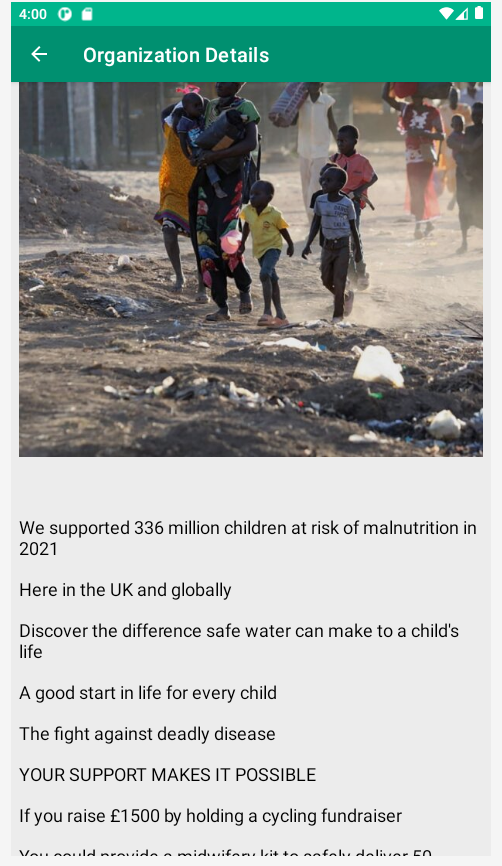 4:00
Organization Details
We supported 336 million children at risk of malnutrition in
2021
Here in the UK and globally
Discover the difference safe water can make to a child's
life
A good start in life for every child
The fight against deadly disease
YOUR SUPPORT MAKES IT POSSIBLE
If you raise £1500 by holding a cycling fundraiser
You could provide a midwifery kit to safely deliver 50